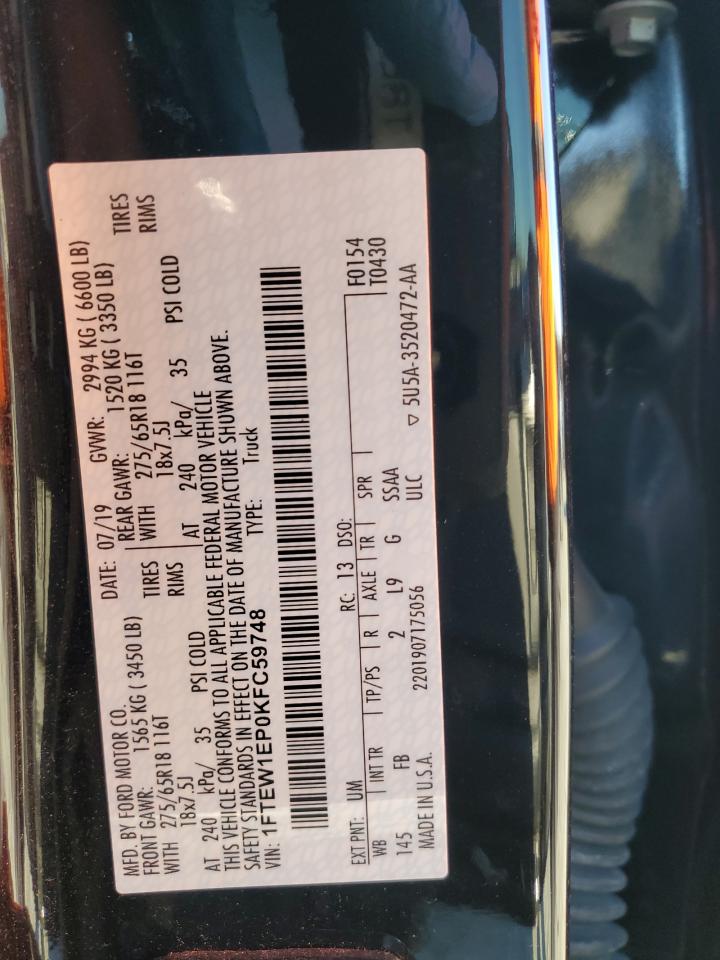 MFD. BY FORD MOTOR CO. DATE: 07/19 GVWR: 2994 KG ( 6600 LB)
FRONT GAWR: 1565 KG ( 3450 LB) REAR GAWR: 1520 KG ( 3350 LB)
WITH 275/65R18 116T TIRES WITH 275/65R18 116T TIRES
18x7.5J RIMS 18x7.5J RIMS
AT 240 kPa/ 35 PSI COLD AT 240 kPa/ 35 PSI COLD
THIS VEHICLE CONFORMS TO ALL APPLICABLE FEDERAL MOTOR VEHICLE
SAFETY STANDARDS IN EFFECT ON THE DATE OF MANUFACTURE SHOWN ABOVE.
VIN: 1FTEW1EP0KFC59748 TYPE: Truck
EXT PNT: UM RC: 13 DSO: F0154
WB INT TR TP/PS R AXLE TR SPR T0430
145 FB 2 L9 G SSAA
MADE IN U.S.A. 2201907175056 ULC ▽ 5U5A-3520472-AA